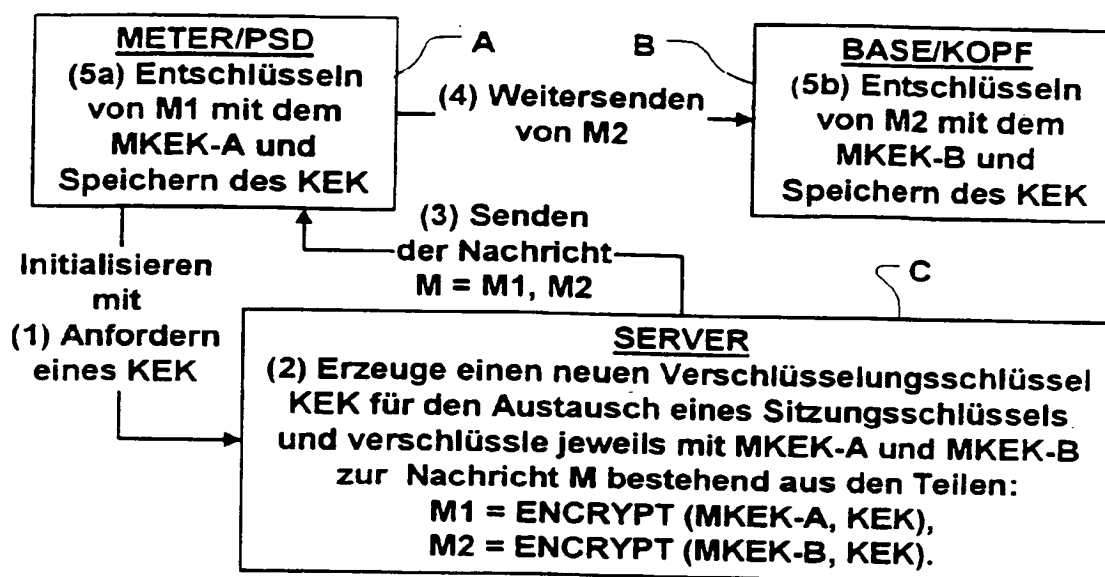 METER/PSD
(5a) Entschlüsseln
von M1 mit dem
MKEK-A und
Speichern des KEK
A
(4) Weitersenden
von M2
B
BASE/KOPF
(5b) Entschlüsseln
von M2 mit dem
MKEK-B und
Speichern des KEK
(3) Senden
der Nachricht
M = M1, M2
Initialisieren
mit
(1) Anfordern
eines KEK
C
SERVER
(2) Erzeuge einen neuen Verschlüsselungsschlüssel
KEK für den Austausch eines Sitzungsschlüssels
und verschlüssle jeweils mit MKEK-A und MKEK-B
zur Nachricht M bestehend aus den Teilen:
M1 = ENCRYPT (MKEK-A, KEK),
M2 = ENCRYPT (MKEK-B, KEK).